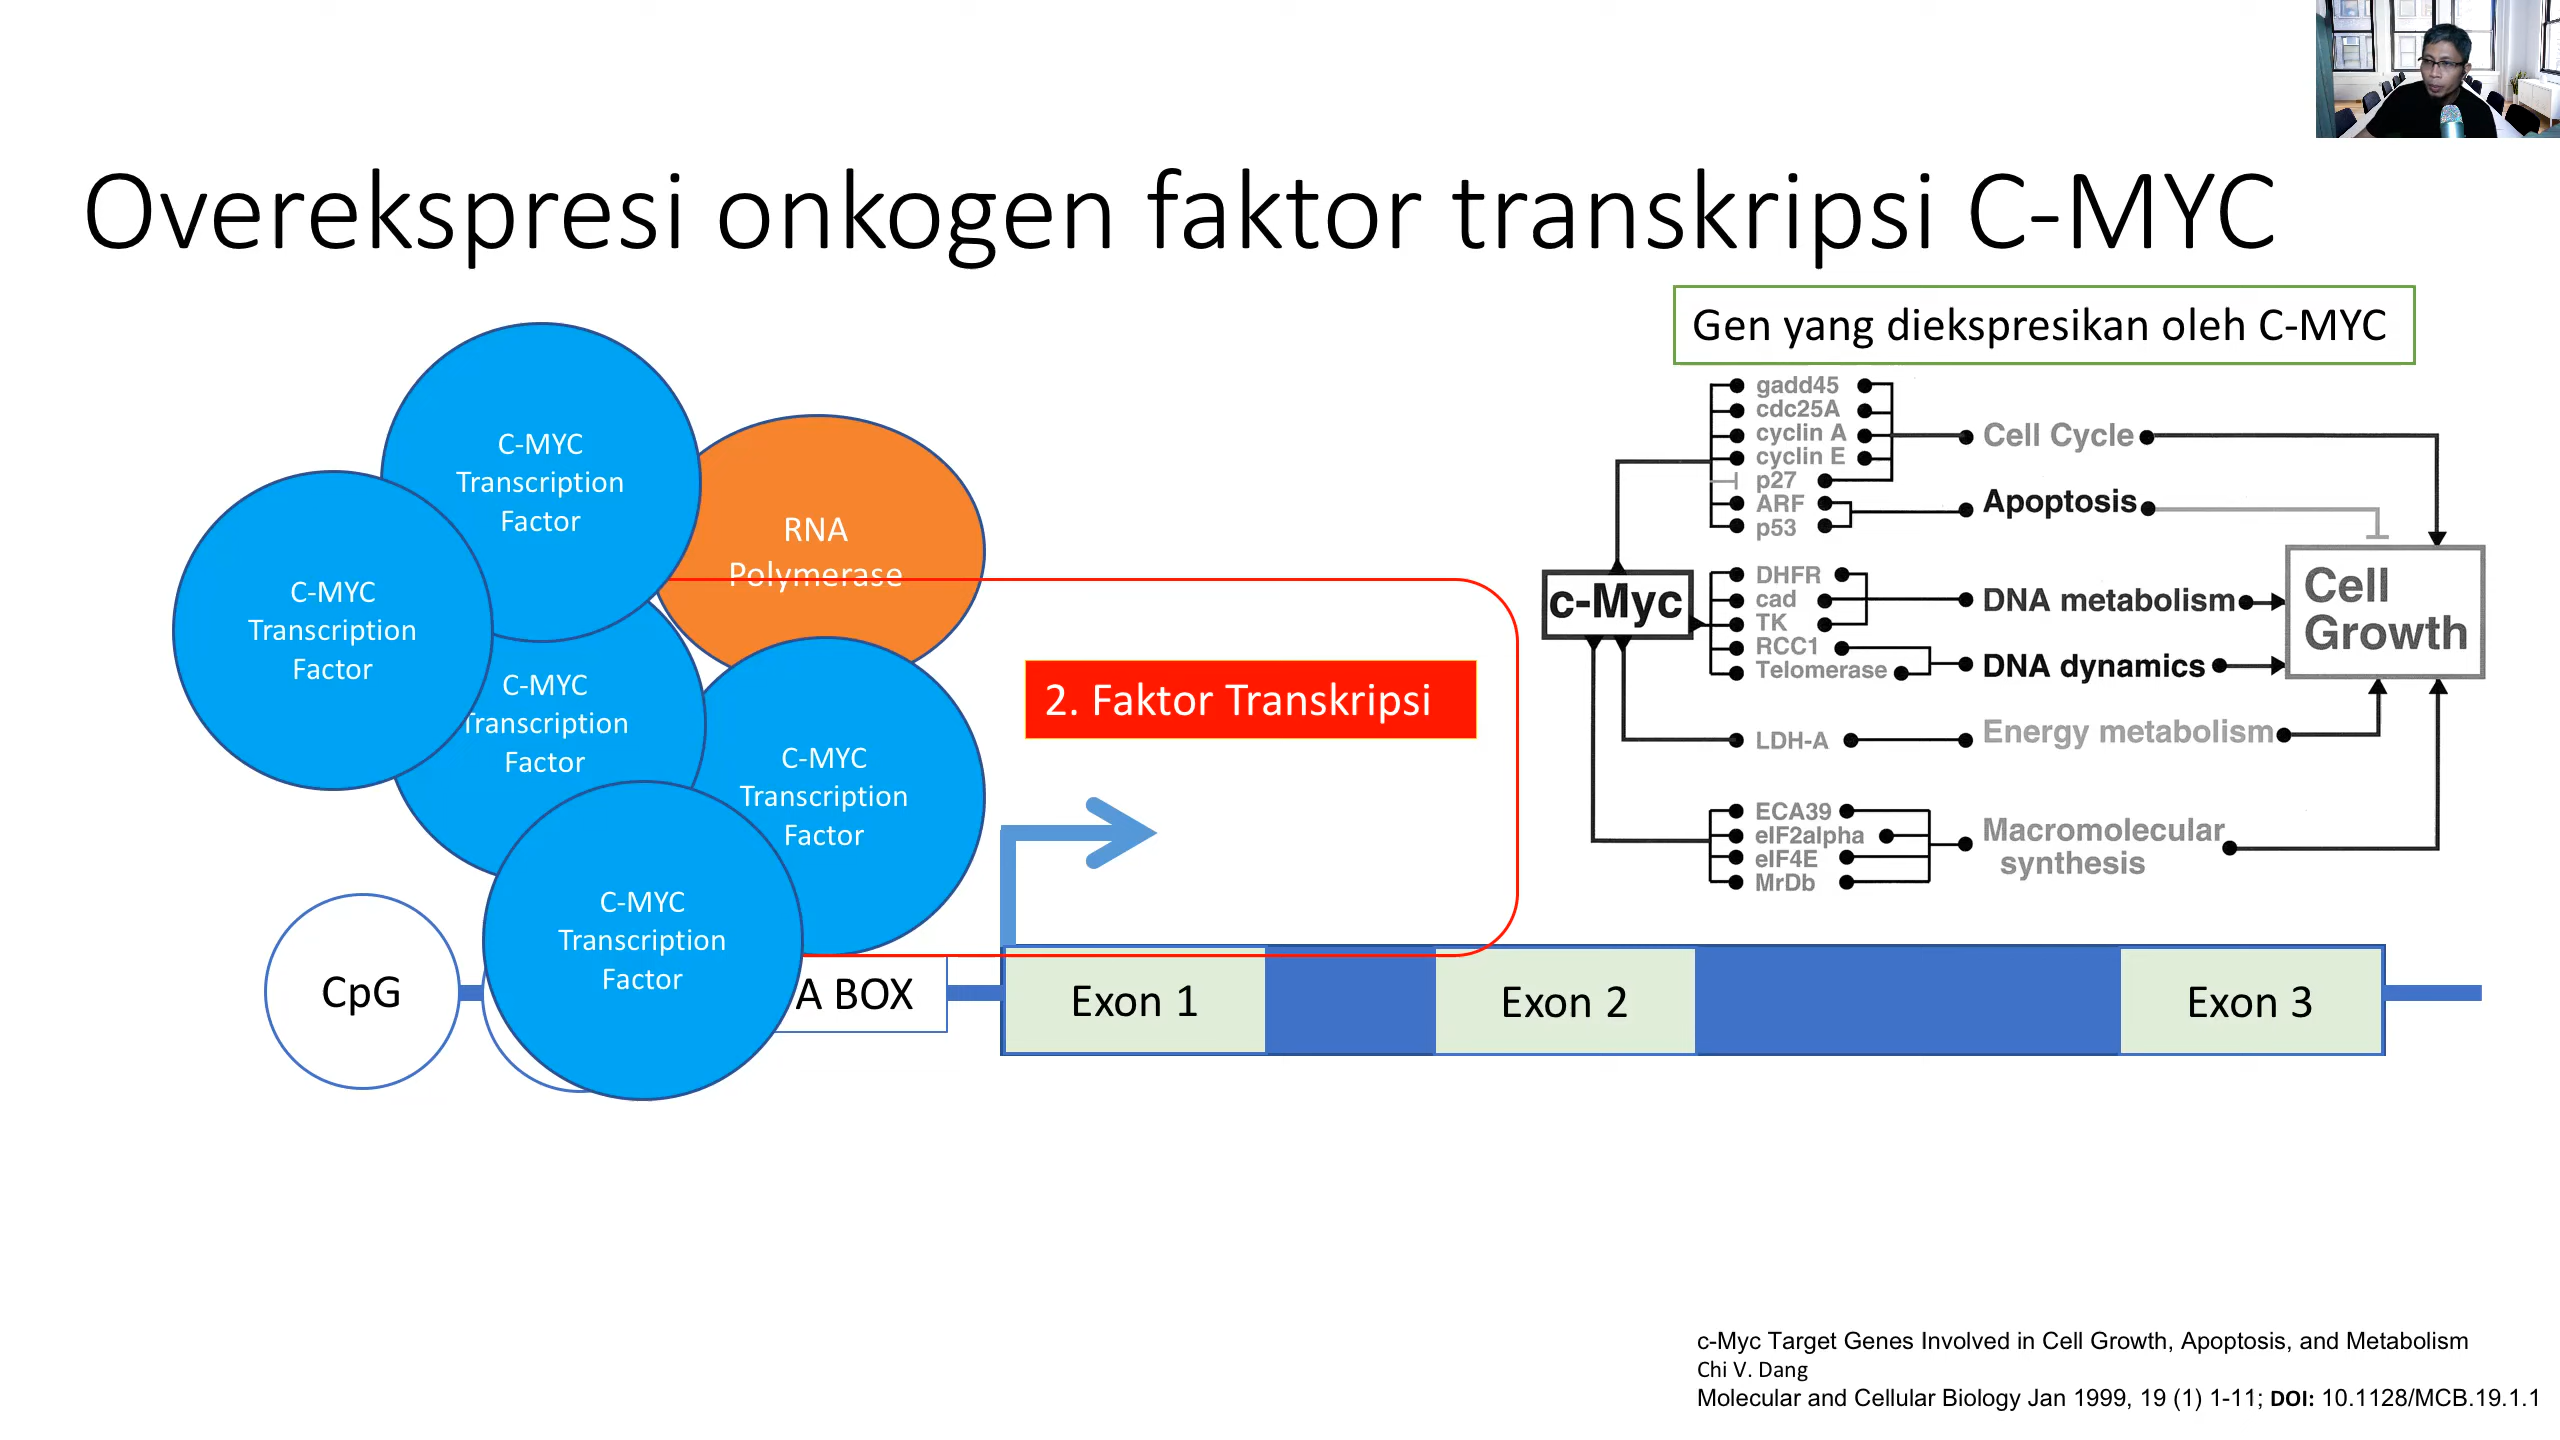 Overekspresi onkogen faktor transkripsi C-MYC
Gen yang diekspresikan oleh C-MYC
C-MYC
Transcription
Factor
RNA
Polymerase
C-MYC
Transcription
Factor
C-MYC
Transcription
Factor
C-MYC
Transcription
Factor
C-MYC
Transcription
Factor
2. Faktor Transkripsi
CpG
A BOX
Exon 1
Exon 2
Exon 3
c-Myc
gadd45
cdc25A
cyclin A
cyclin E
p27
ARF
p53
Cell Cycle
Apoptosis
DHFR
cad
TK
RCC1
Telomerase
DNA metabolism
DNA dynamics
LDH-A
Energy metabolism
ECA39
eIF2alpha
eIF4E
MrDb
Macromolecular
synthesis
Cell
Growth
c-Myc Target Genes Involved in Cell Growth, Apoptosis, and Metabolism
Chi V. Dang
Molecular and Cellular Biology Jan 1999, 19 (1) 1-11; DOI: 10.1128/MCB.19.1.1